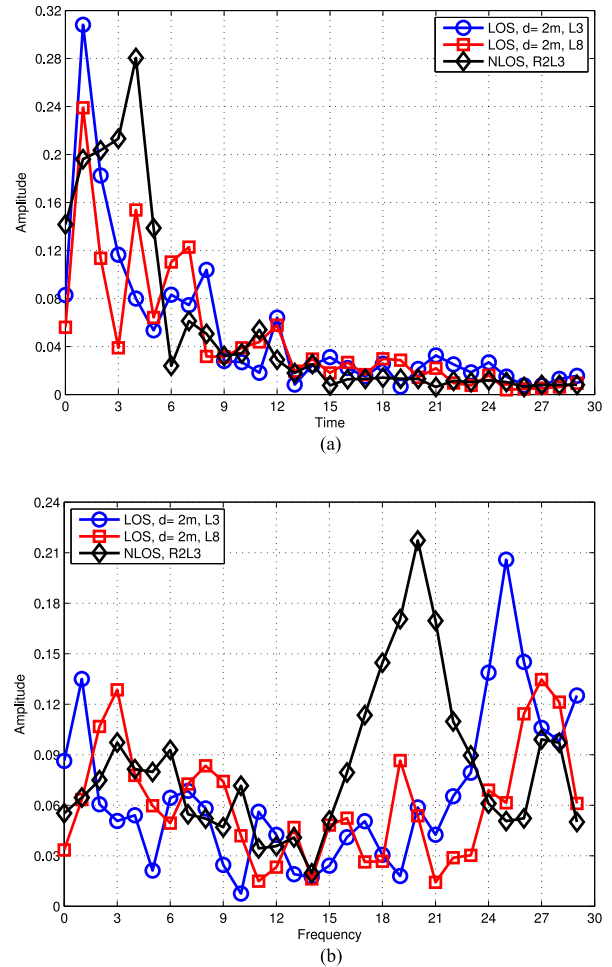 0.32
0.28
0.24
0.2
0.16
0.12
0.08
0.04
0
Amplitude
LOS, d= 2m, L3
LOS, d= 2m, L8
NLOS, R2L3
0 3 6 9 12 15 18 21 24 27 30
Time
(a)
0.24
0.21
0.18
0.15
0.12
0.09
0.06
0.03
0
Amplitude
LOS, d= 2m, L3
LOS, d= 2m, L8
NLOS, R2L3
0 3 6 9 12 15 18 21 24 27 30
Frequency
(b)